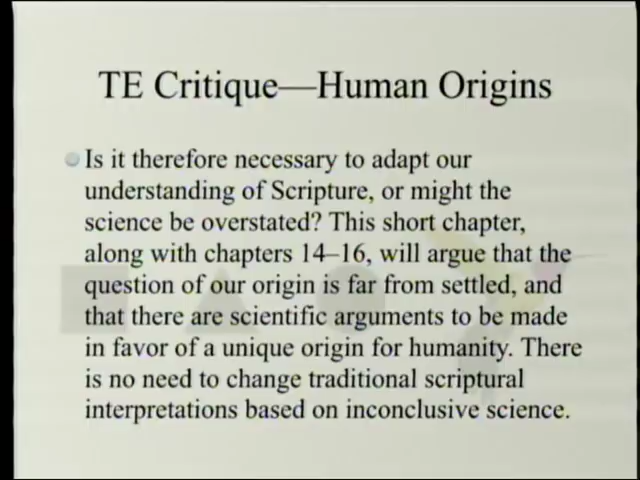 TE Critique—Human Origins
Is it therefore necessary to adapt our
understanding of Scripture, or might the
science be overstated? This short chapter,
along with chapters 14–16, will argue that the
question of our origin is far from settled, and
that there are scientific arguments to be made
in favor of a unique origin for humanity. There
is no need to change traditional scriptural
interpretations based on inconclusive science.